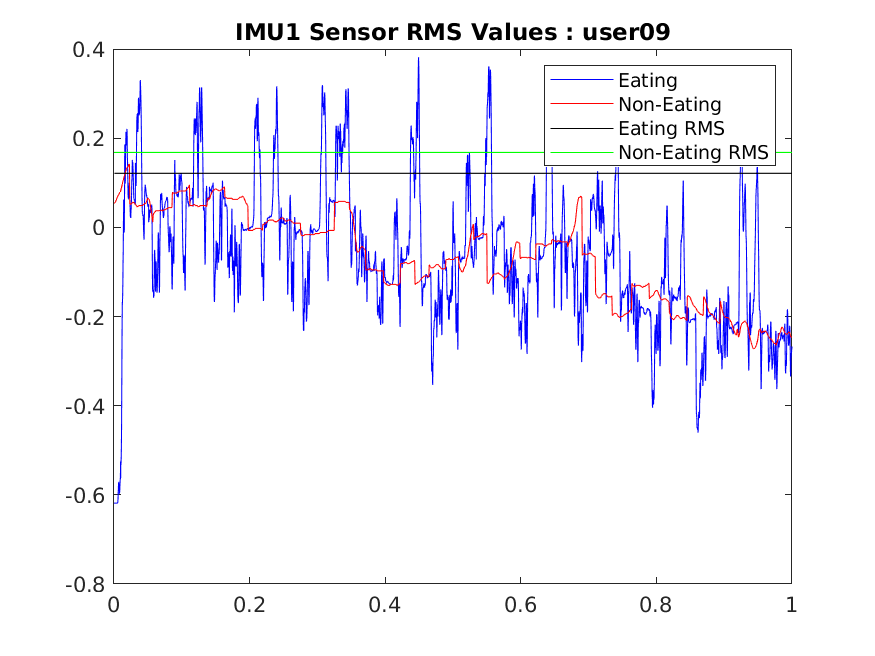 IMU1 Sensor RMS Values : user09
0.4
Eating
Non-Eating
Eating RMS
Non-Eating RMS
0.2
0
-0.2
-0.4
-0.6
-0.8
0 0.2 0.4 0.6 0.8 1